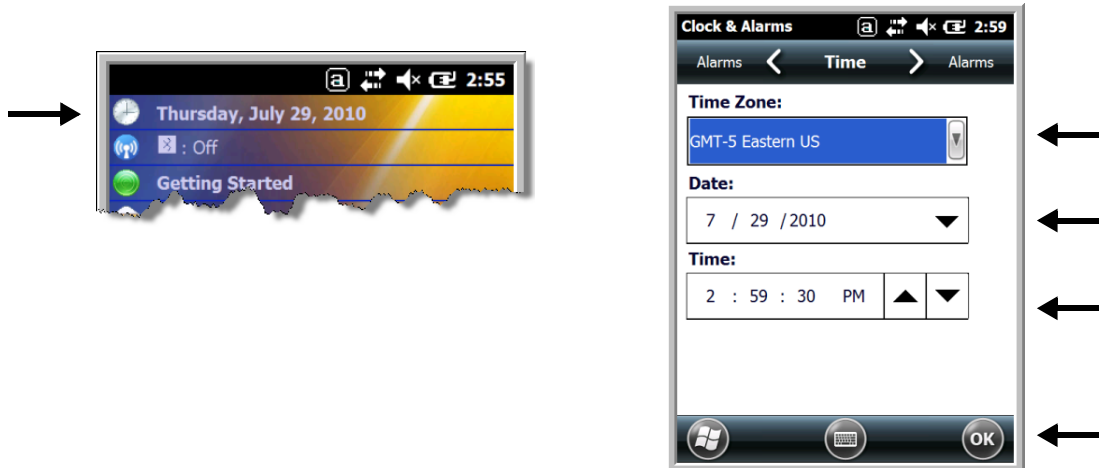 a 2:55
Thursday, July 29, 2010
: Off
Getting Started
Clock & Alarms a 2:59
Alarms Time Alarms
Time Zone:
GMT-5 Eastern US
Date:
7 / 29 / 2010
Time:
2 : 59 : 30 PM
OK